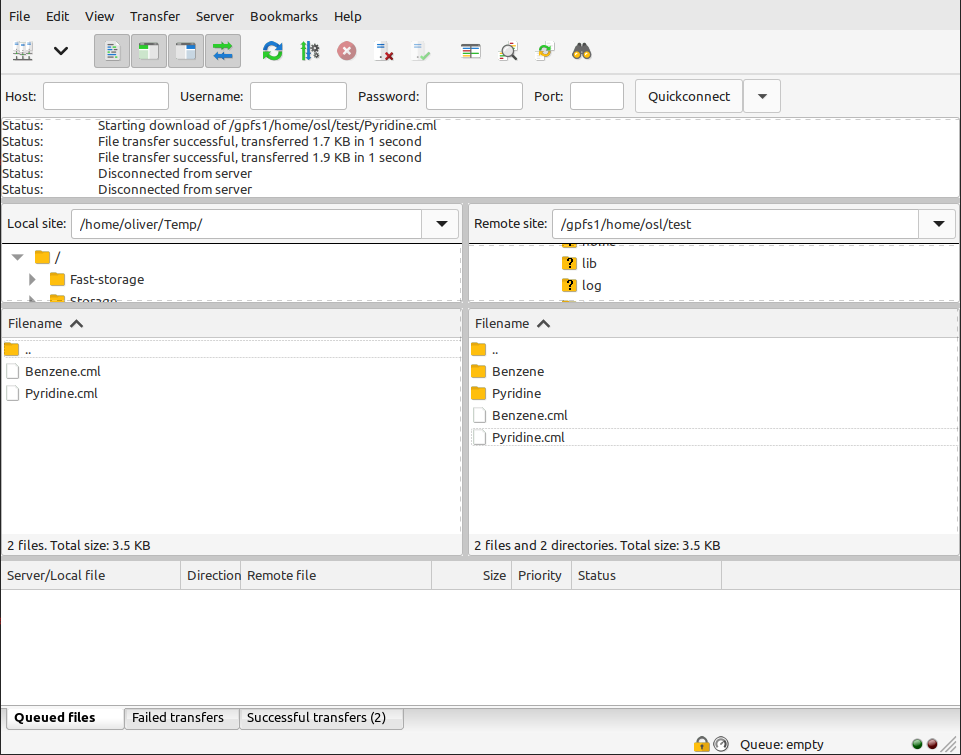 File Edit View Transfer Server Bookmarks Help
Host: Username: Password: Port: Quickconnect
Status: Starting download of /gpfs1/home/osl/test/Pyridine.cml
Status: File transfer successful, transferred 1.7 KB in 1 second
Status: File transfer successful, transferred 1.9 KB in 1 second
Status: Disconnected from server
Status: Disconnected from server
Local site: /home/oliver/Temp/
/
Fast-storage
Storage
Remote site: /gpfs1/home/osl/test
? home
? lib
? log
Filename
..
Benzene.cml
Pyridine.cml
2 files. Total size: 3.5 KB
Filename
..
Benzene
Pyridine
Benzene.cml
Pyridine.cml
2 files and 2 directories. Total size: 3.5 KB
Server/Local file Direction Remote file Size Priority Status
Queued files Failed transfers Successful transfers (2)
Queue: empty